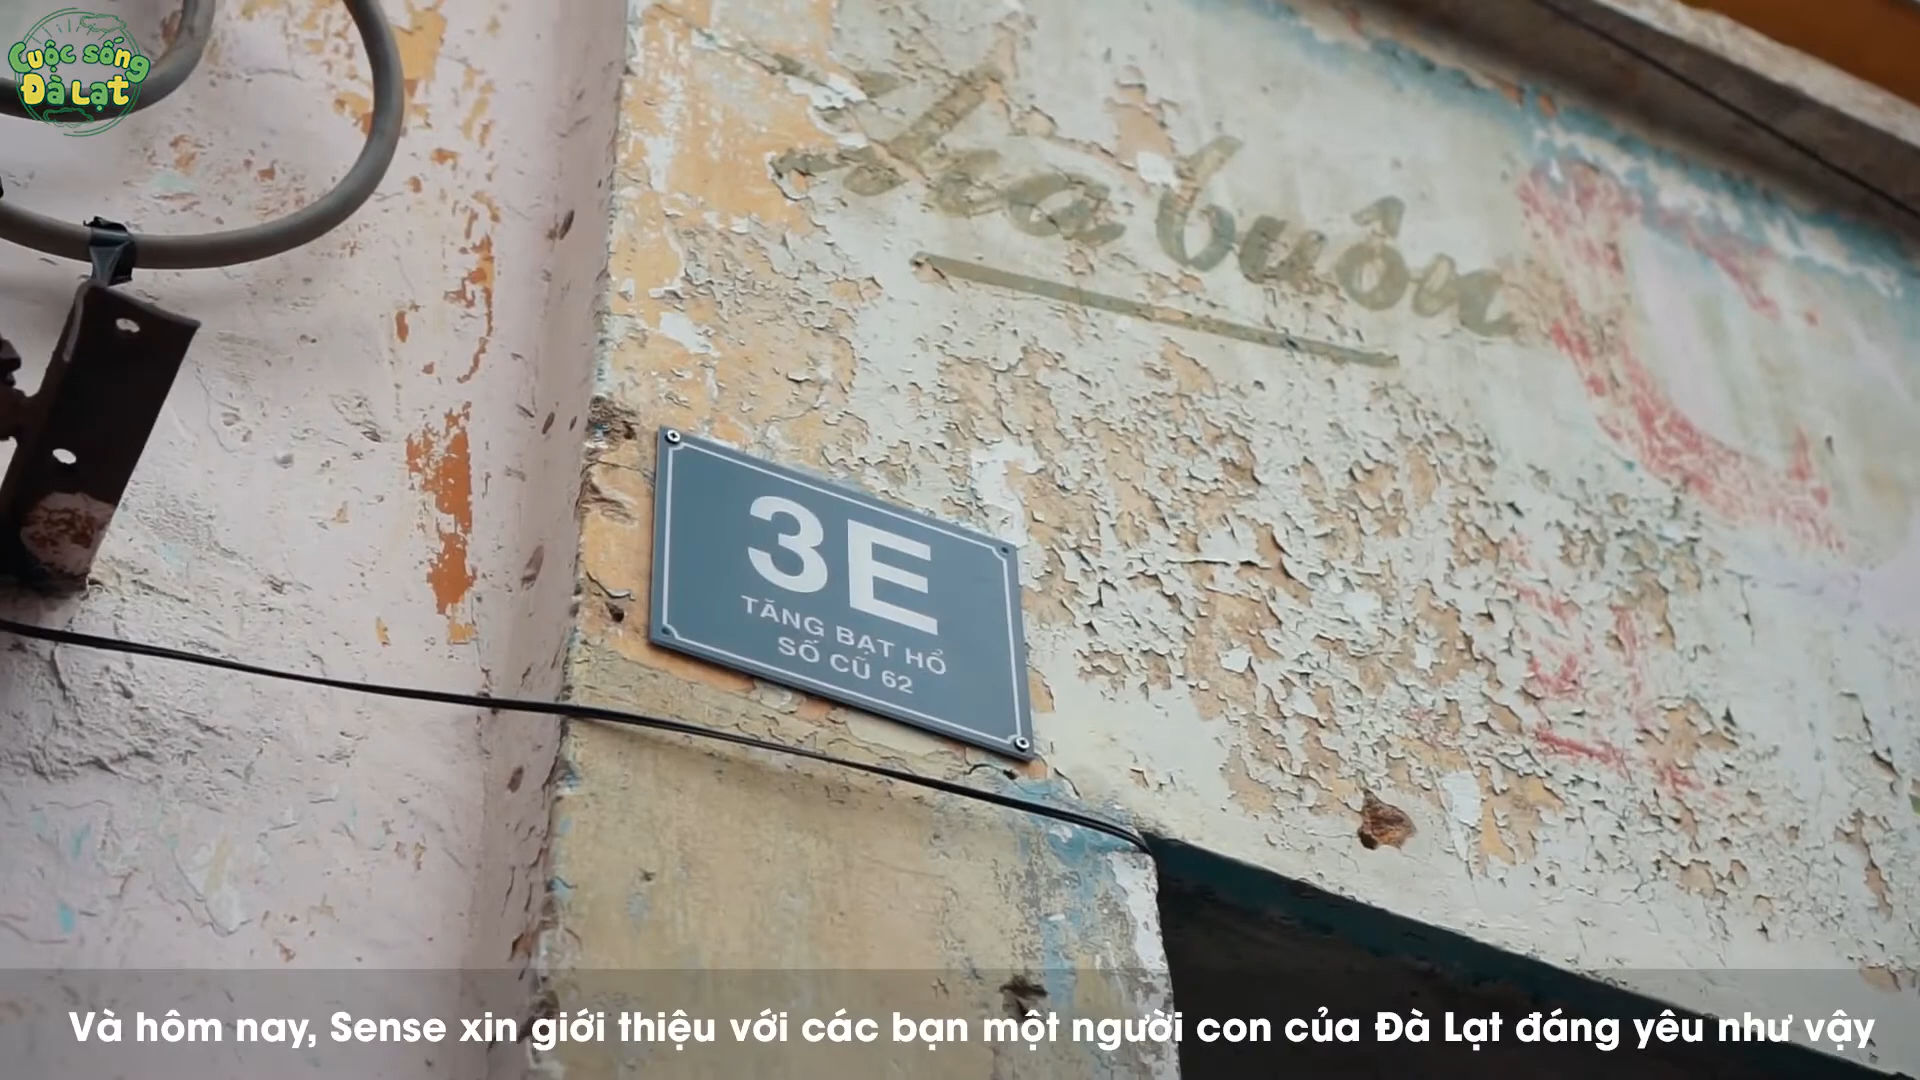 Cuộc sống
Đà Lạt
buôn
3E
TĂNG BẠT HỔ
SỐ CŨ 62
Và hôm nay, Sense xin giới thiệu với các bạn một người con của Đà Lạt đáng yêu như vậy